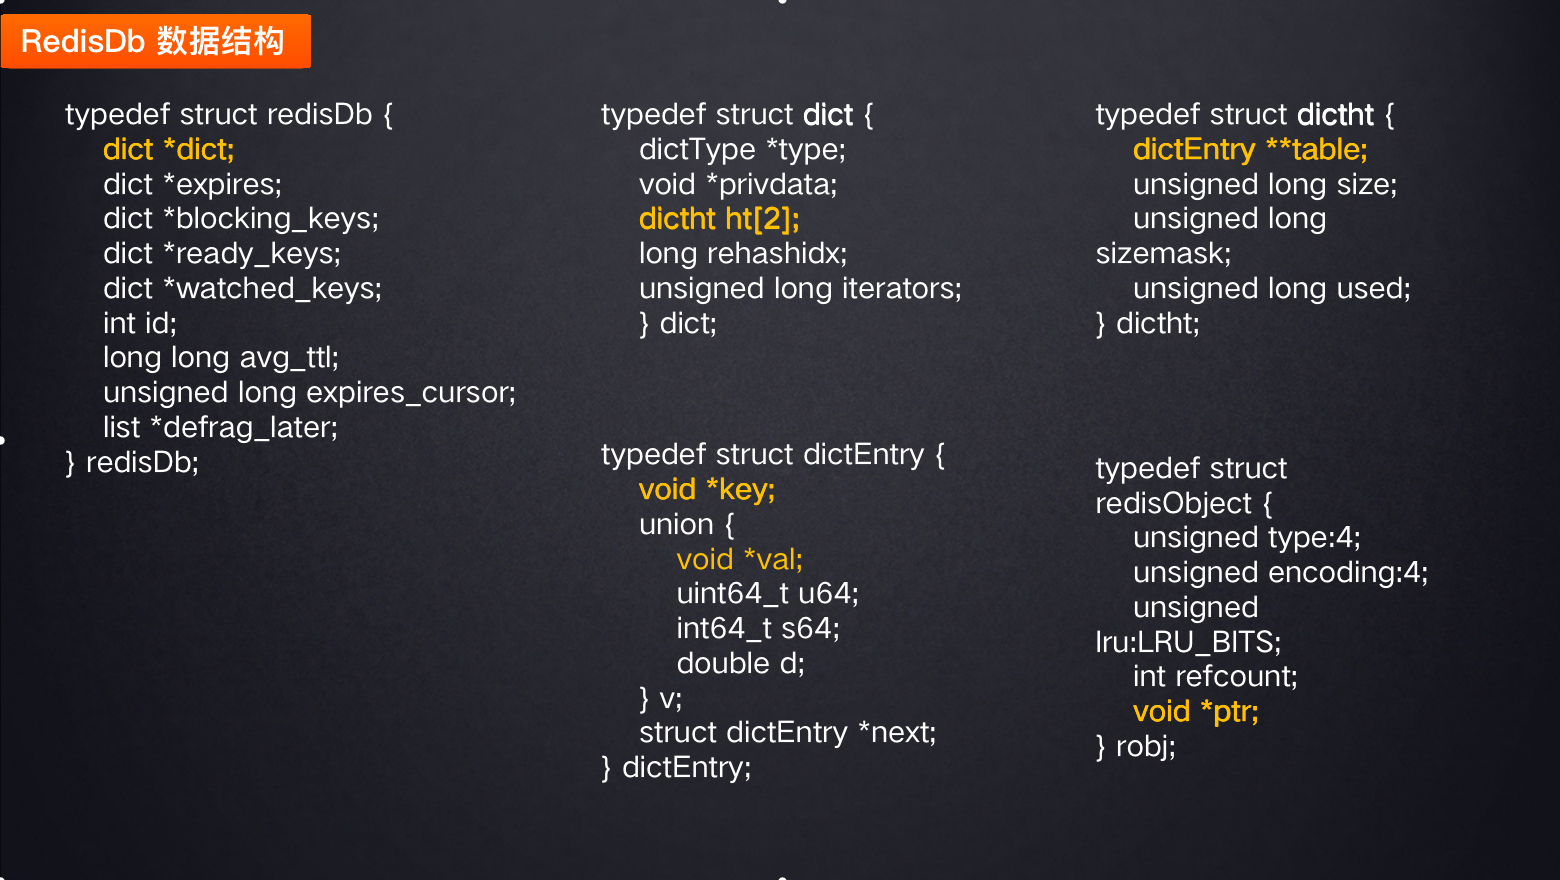 RedisDb 数据结构
typedef struct redisDb {
dict *dict;
dict *expires;
dict *blocking_keys;
dict *ready_keys;
dict *watched_keys;
int id;
long long avg_ttl;
unsigned long expires_cursor;
list *defrag_later;
} redisDb;
typedef struct dict {
dictType *type;
void *privdata;
dictht ht[2];
long rehashidx;
unsigned long iterators;
} dict;
typedef struct dictht {
dictEntry **table;
unsigned long size;
unsigned long
sizemask;
unsigned long used;
} dictht;
typedef struct dictEntry {
void *key;
union {
void *val;
uint64_t u64;
int64_t s64;
double d;
} v;
struct dictEntry *next;
} dictEntry;
typedef struct
redisObject {
unsigned type:4;
unsigned encoding:4;
unsigned
lru:LRU_BITS;
int refcount;
void *ptr;
} robj;